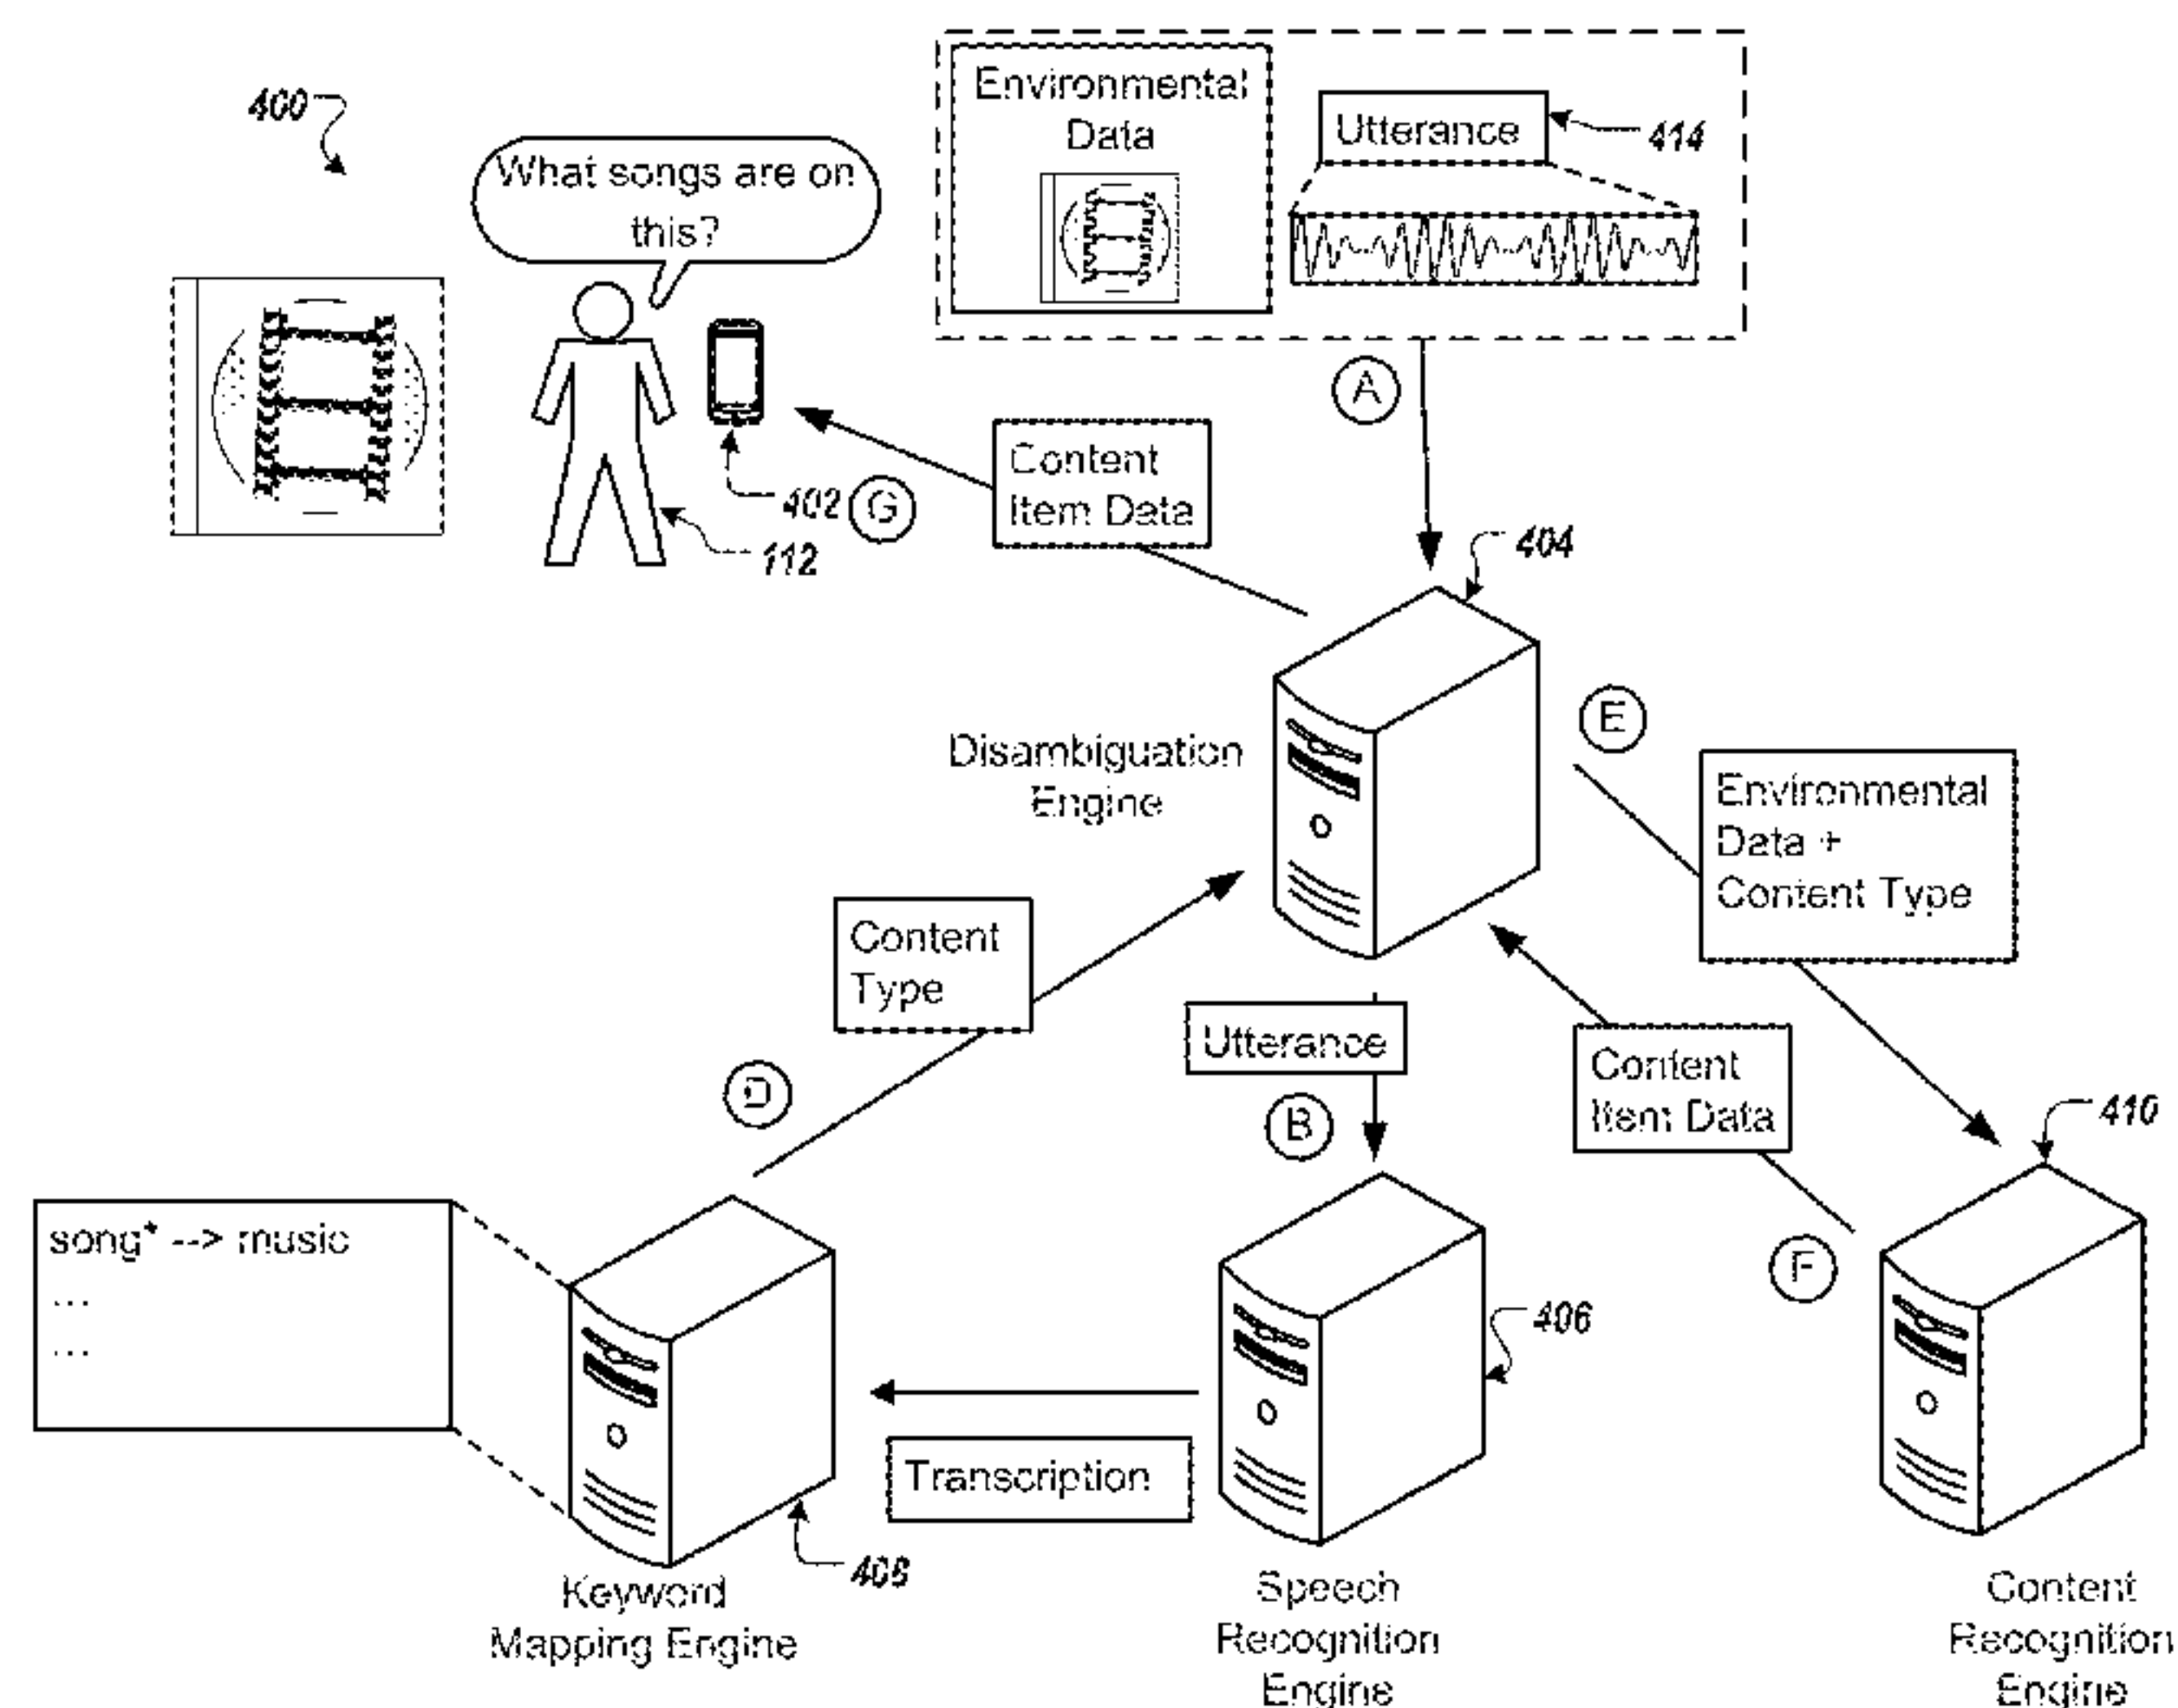 400
What songs are on
this?
Environmental
Data
Utterance
414
A
402
G
112
Content
Item Data
404
Disambiguation
Engine
E
Environmental
Data +
Content Type
Content
Type
D
Utterance
B
Content
Item Data
F
410
song* --> music
...
...
406
Transcription
408
Keyword
Mapping Engine
Speech
Recognition
Engine
Content
Recognition
Engine